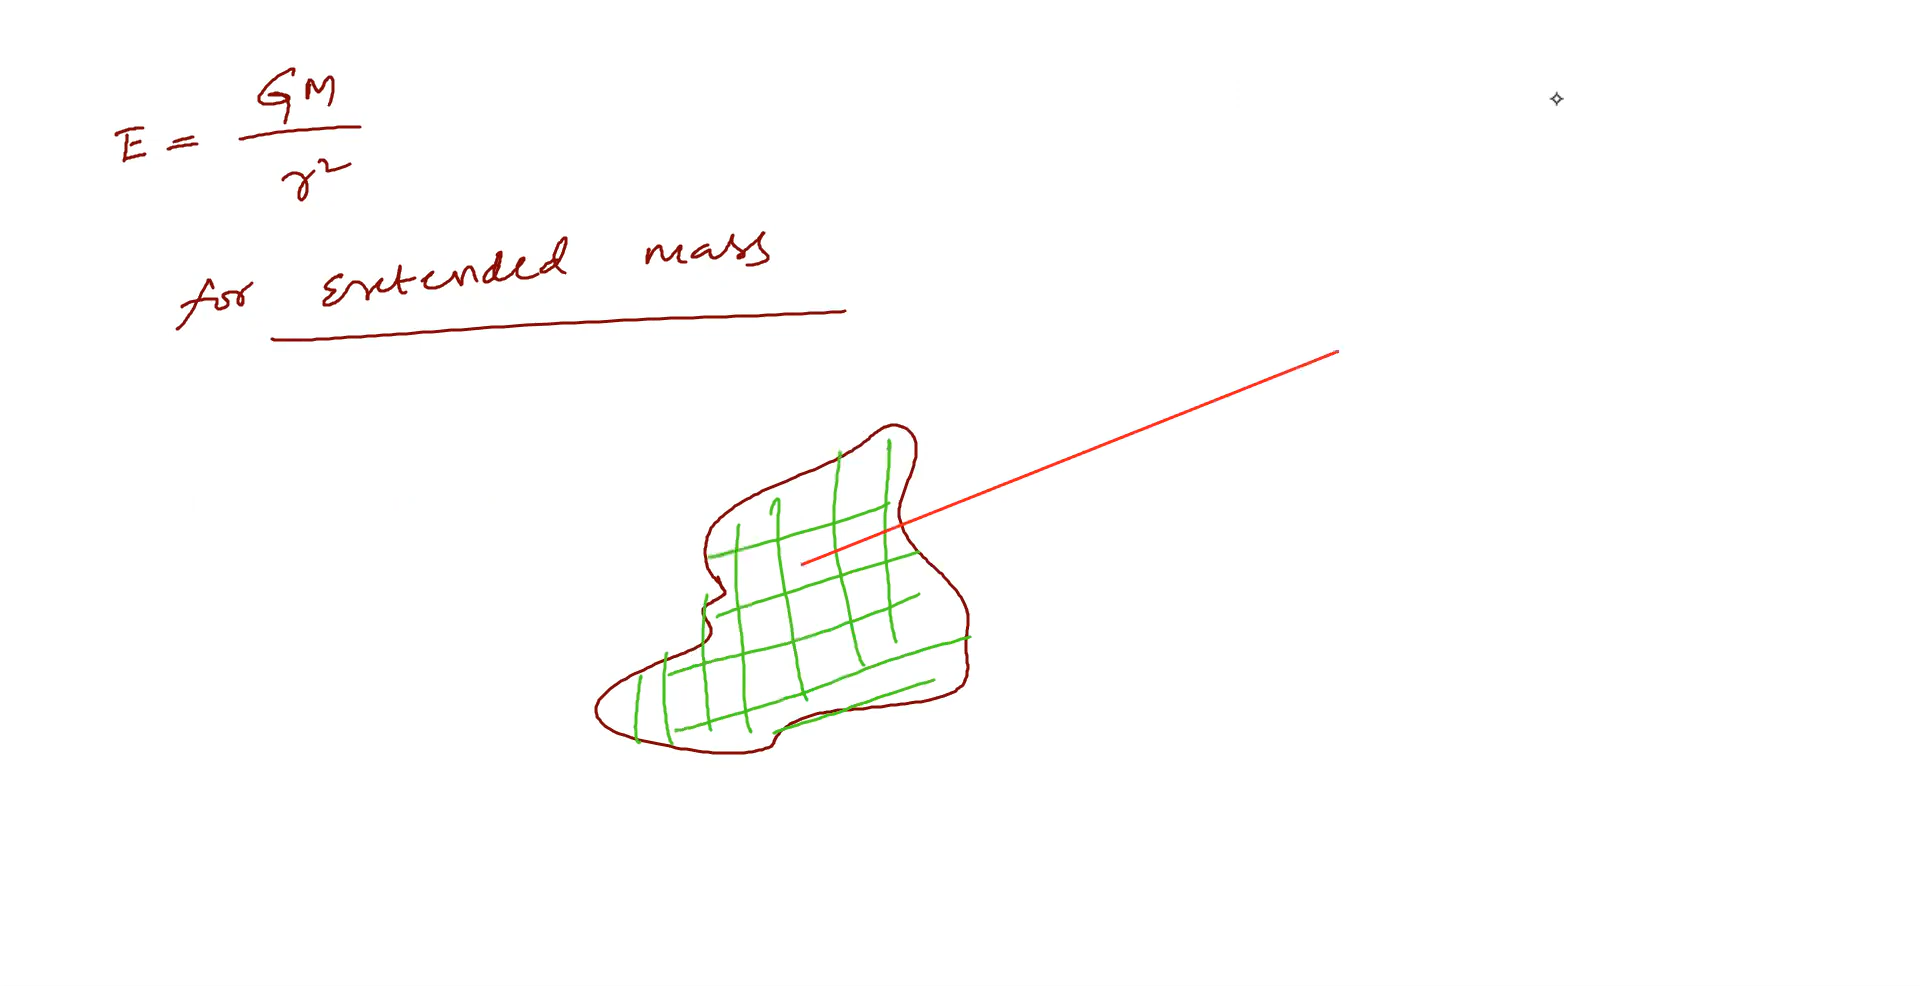 E = GM / r²
for Extended mass